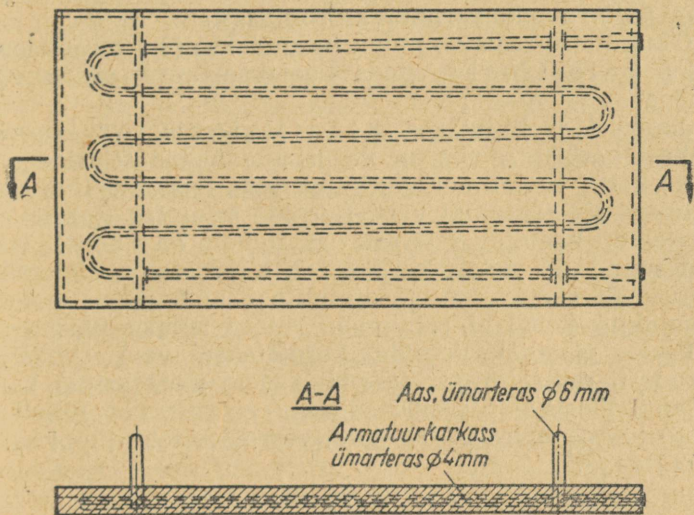 A A
A-A
Aas, ümarteras ϕ6 mm
Armatuurkarkass
ümarteras ϕ4mm